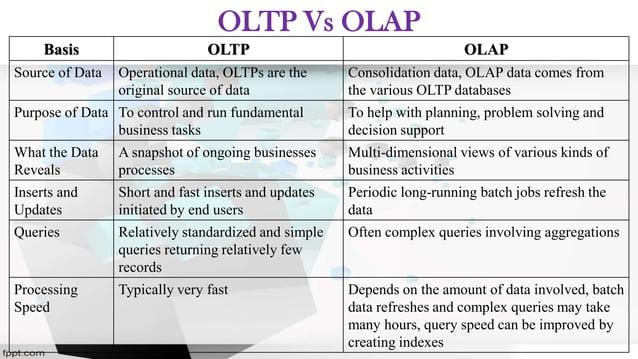 OLTP Vs OLAP
Basis OLTP OLAP
Source of Data Operational data, OLTPs are the original source of data Consolidation data, OLAP data comes from the various OLTP databases
Purpose of Data To control and run fundamental business tasks To help with planning, problem solving and decision support
What the Data Reveals A snapshot of ongoing businesses processes Multi-dimensional views of various kinds of business activities
Inserts and Updates Short and fast inserts and updates initiated by end users Periodic long-running batch jobs refresh the data
Queries Relatively standardized and simple queries returning relatively few records Often complex queries involving aggregations
Processing Speed Typically very fast Depends on the amount of data involved, batch data refreshes and complex queries may take many hours, query speed can be improved by creating indexes
fppt.com